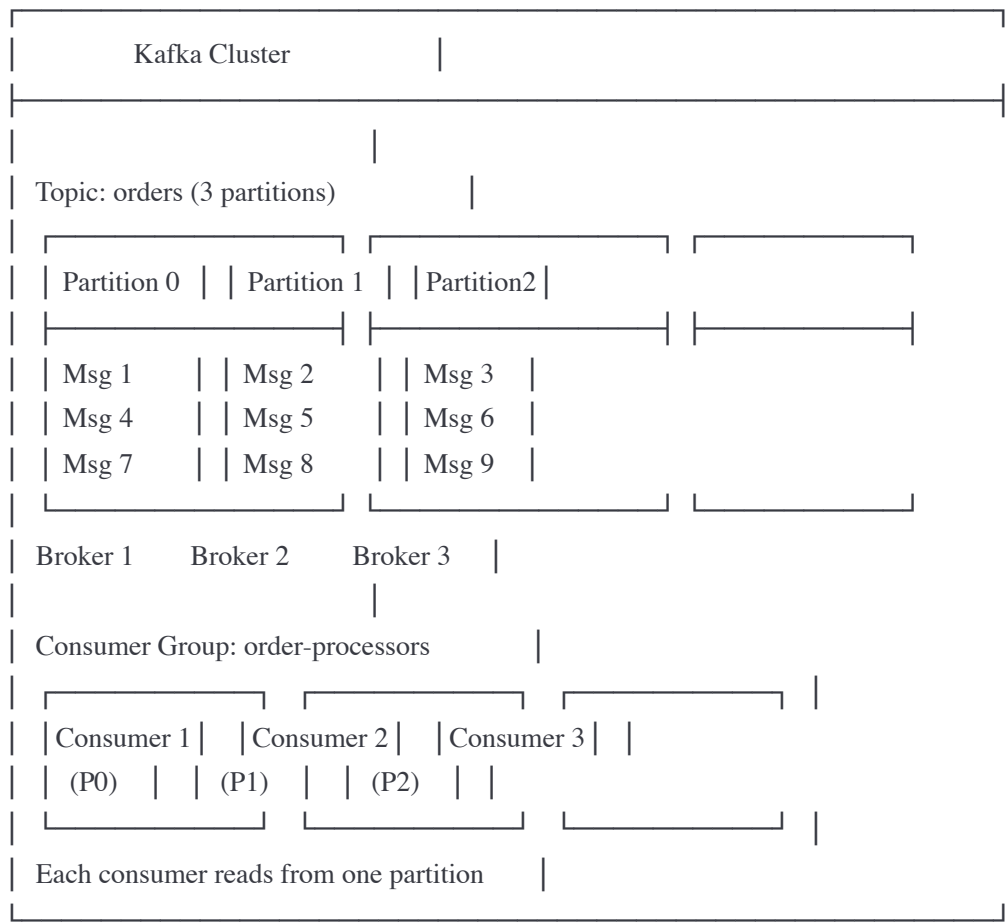 Kafka Cluster
Topic: orders (3 partitions)
Partition 0 Partition 1 Partition2
Msg 1 Msg 2 Msg 3
Msg 4 Msg 5 Msg 6
Msg 7 Msg 8 Msg 9
Broker 1 Broker 2 Broker 3
Consumer Group: order-processors
Consumer 1 Consumer 2 Consumer 3
(P0) (P1) (P2)
Each consumer reads from one partition